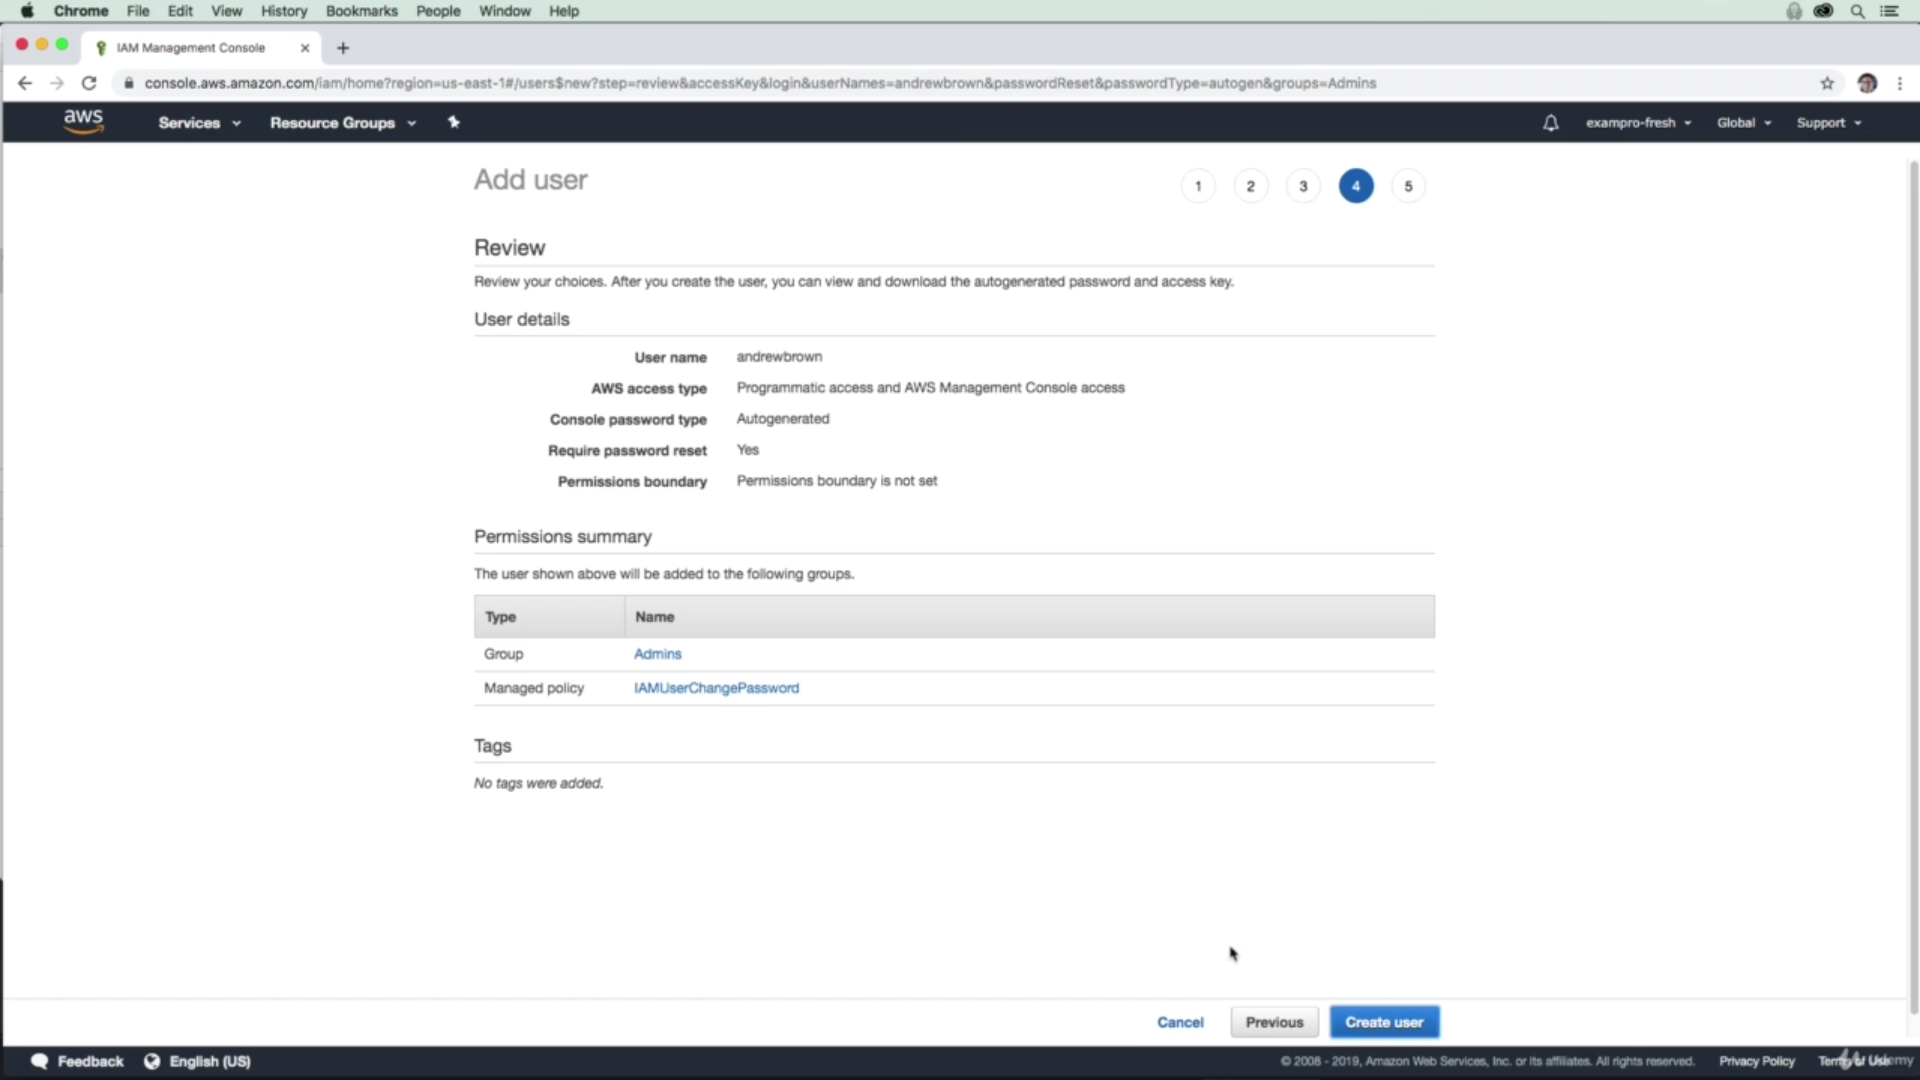 Chrome File Edit View History Bookmarks People Window Help
IAM Management Console
console.aws.amazon.com/iam/home?region=us-east-1#/users$new?step=review&accessKey&login&userNames=andrewbrown&passwordReset&passwordType=autogen&groups=Admins
aws Services Resource Groups exampro-fresh Global Support
Add user 1 2 3 4 5
Review
Review your choices. After you create the user, you can view and download the autogenerated password and access key.
User details
User name andrewbrown
AWS access type Programmatic access and AWS Management Console access
Console password type Autogenerated
Require password reset Yes
Permissions boundary Permissions boundary is not set
Permissions summary
The user shown above will be added to the following groups.
Type Name
Group Admins
Managed policy IAMUserChangePassword
Tags
No tags were added.
Cancel Previous Create user
Feedback English (US) © 2008 - 2019, Amazon Web Services, Inc. or its affiliates. All rights reserved. Privacy Policy Terms of Use